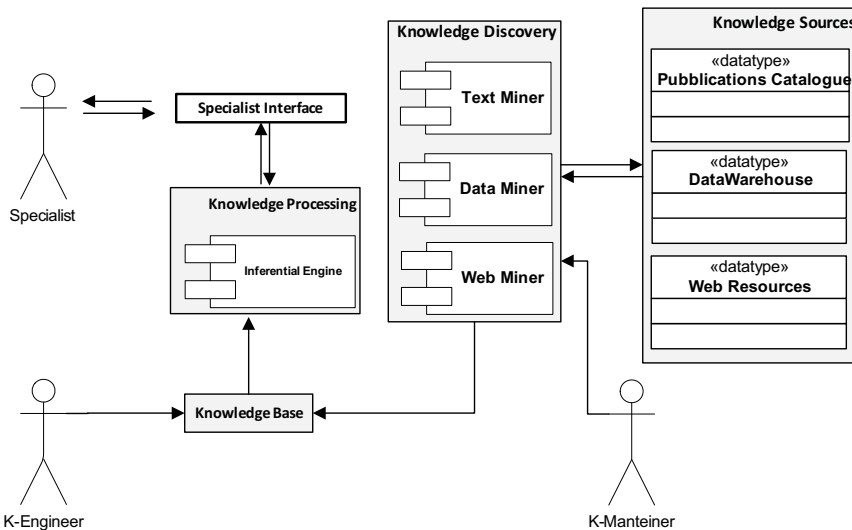 Knowledge Discovery
Knowledge Sources
«datatype»
Pubblications Catalogue
Text Miner
Specialist Interface
«datatype»
DataWarehouse
Data Miner
Knowledge Processing
Specialist
Inferential Engine
Web Miner
«datatype»
Web Resources
Knowledge Base
K-Engineer
K-Manteiner